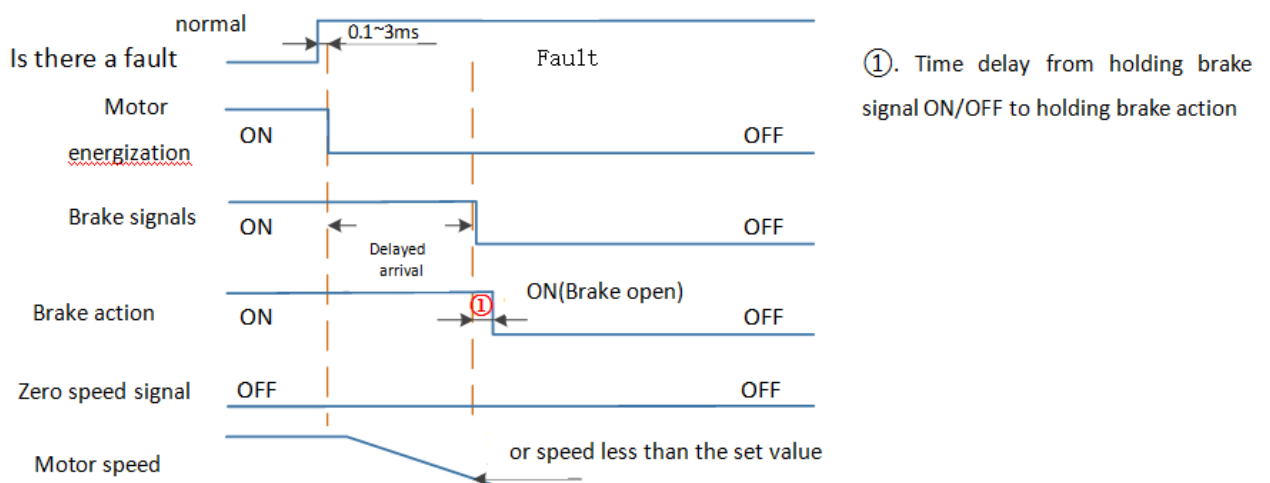 normal
0.1~3ms
Is there a fault
Fault
①. Time delay from holding brake
signal ON/OFF to holding brake action
Motor
energization
ON
OFF
Brake signals
ON
OFF
Delayed
arrival
Brake action
ON
①
ON(Brake open)
OFF
Zero speed signal
OFF
OFF
Motor speed
or speed less than the set value